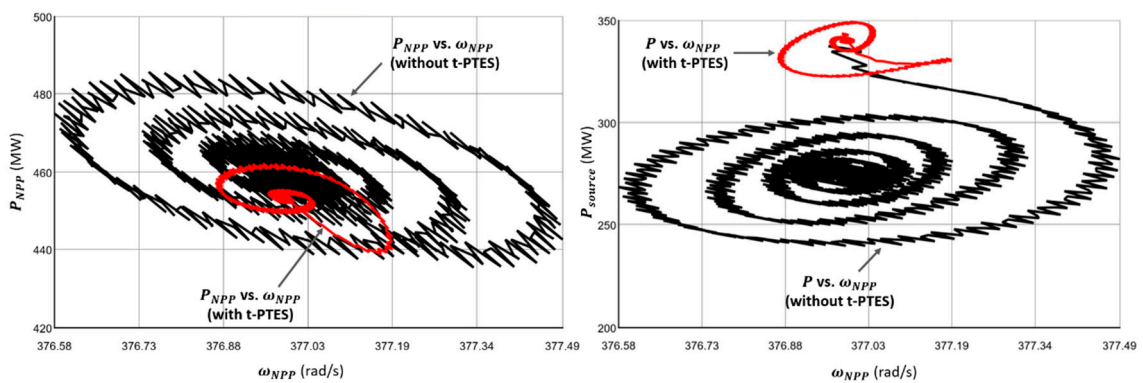 500
480
460
440
420
P_NPP (MW)
P_NPP vs. ω_NPP
(without t-PTES)
P_NPP vs. ω_NPP
(with t-PTES)
376.58 376.73 376.88 377.03 377.19 377.34 377.49
ω_NPP (rad/s)
350
300
250
200
P_source (MW)
P vs. ω_NPP
(with t-PTES)
P vs. ω_NPP
(without t-PTES)
376.58 376.73 376.88 377.03 377.19 377.34 377.49
ω_NPP (rad/s)